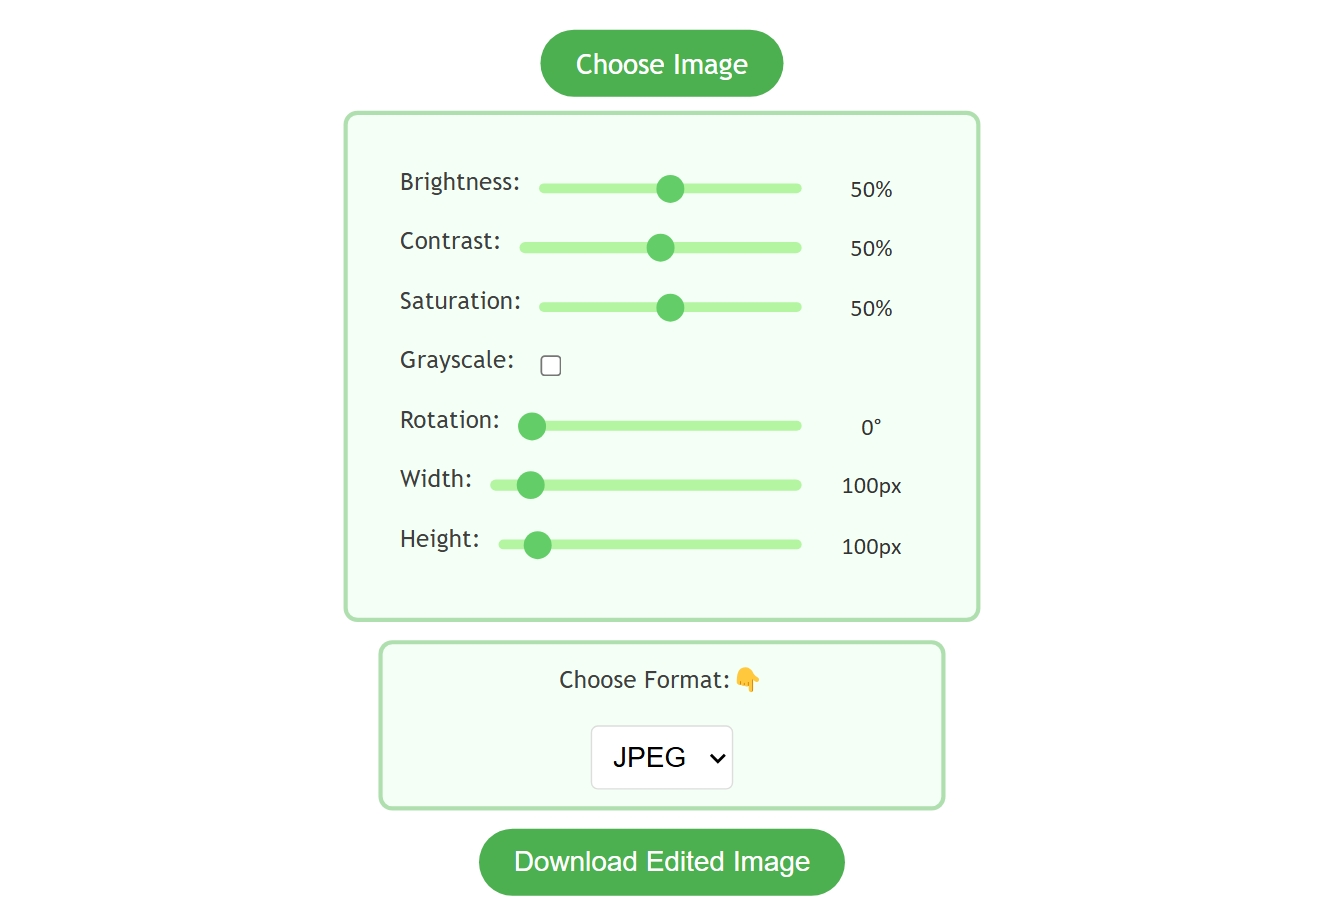 Choose Image
Brightness: 50%
Contrast: 50%
Saturation: 50%
Grayscale:
Rotation: 0°
Width: 100px
Height: 100px
Choose Format:👇
JPEG
Download Edited Image